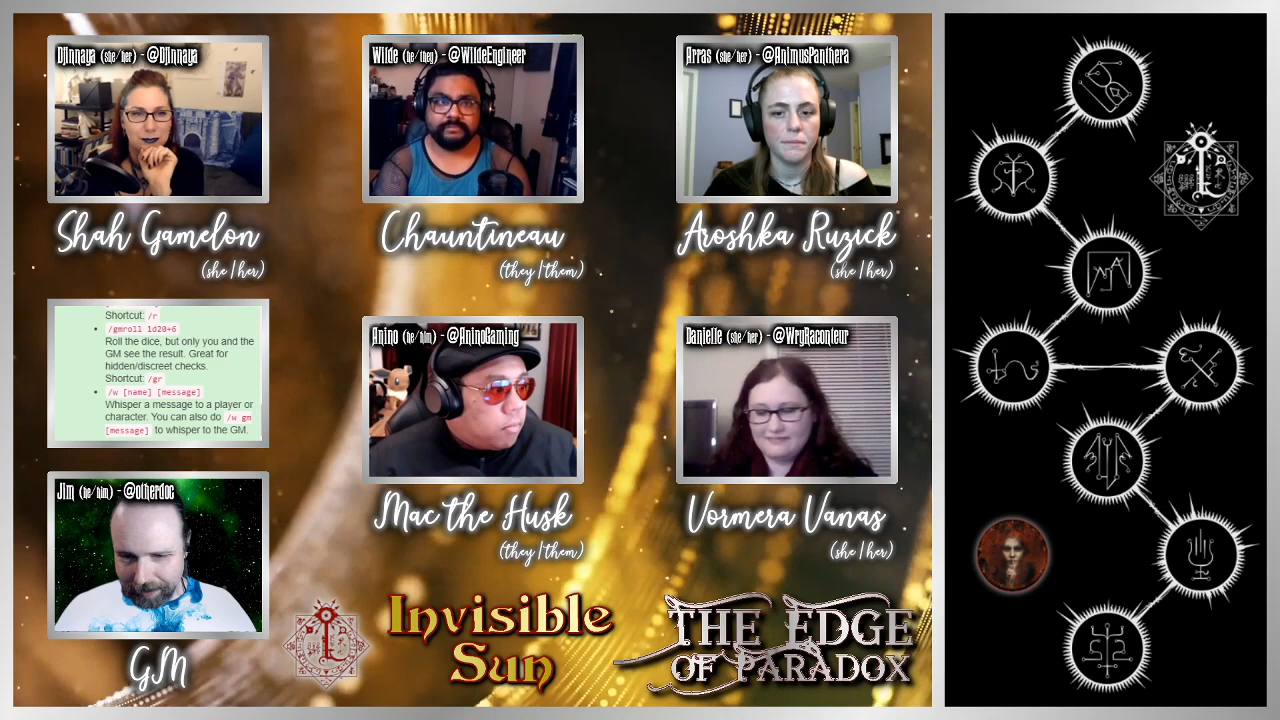 Djinnaya (she/her) - @Djinnaya
Shah Gamelon
(she/her)
Wilde (he/they) - @WildeEngineer
Chauntineau
(they/them)
Arras (she/her) - @AnimusPanthera
Aroshka Ruzick
(she/her)
Shortcut: /r
/gmroll 1d20+6
Roll the dice, but only you and the
GM see the result. Great for
hidden/discreet checks.
Shortcut: /gr
/w [name] [message]
Whisper a message to a player or
character. You can also do /w gm
[message] to whisper to the GM.
Anino (he/him) - @AninoGaming
Mac the Husk
(they/them)
Danielle (she/her) - @WryRaconteur
Vormera Vanas
(she/her)
Jim (he/him) - @otherdoc
GM
Invisible
Sun
THE EDGE
OF PARADOX